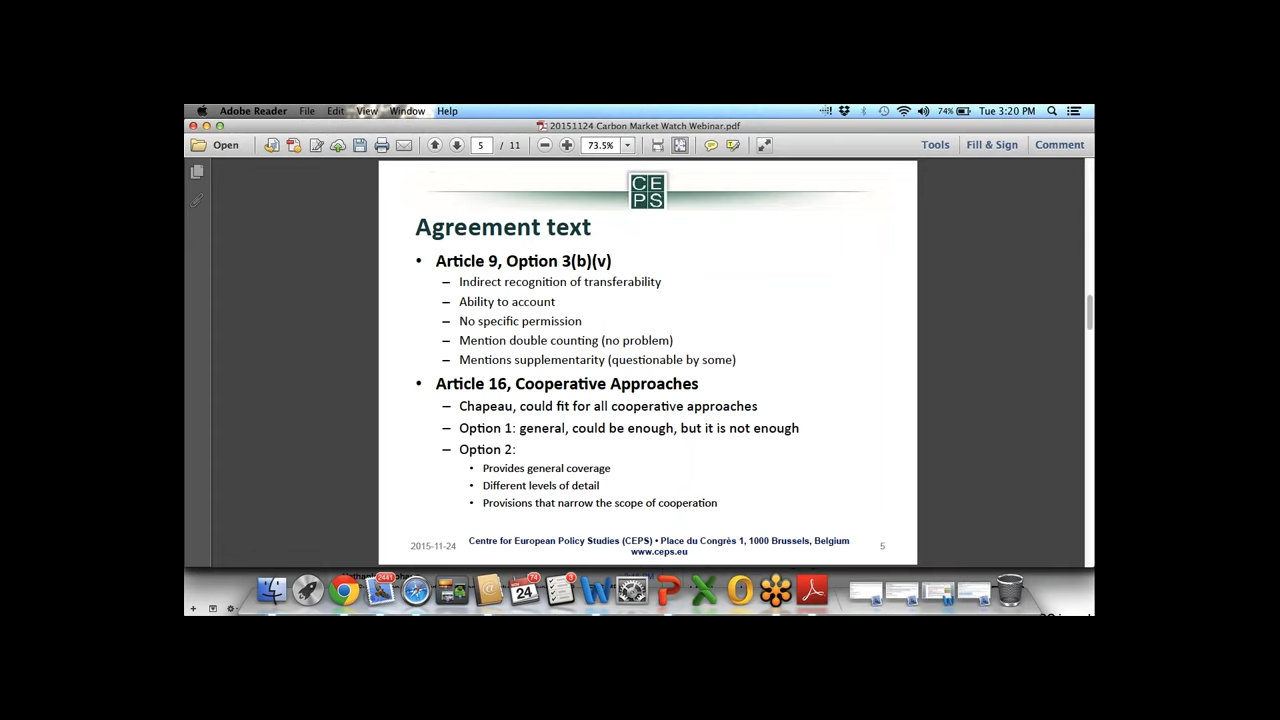 Adobe Reader File Edit View Window Help 74% Tue 3:20 PM
20151124 Carbon Market Watch Webinar.pdf
Open 5 / 11 73.5% Tools Fill & Sign Comment
CE
PS
Agreement text
• Article 9, Option 3(b)(v)
– Indirect recognition of transferability
– Ability to account
– No specific permission
– Mention double counting (no problem)
– Mentions supplementarity (questionable by some)
• Article 16, Cooperative Approaches
– Chapeau, could fit for all cooperative approaches
– Option 1: general, could be enough, but it is not enough
– Option 2:
• Provides general coverage
• Different levels of detail
• Provisions that narrow the scope of cooperation
2015-11-24 Centre for European Policy Studies (CEPS) • Place du Congrès 1, 1000 Brussels, Belgium 5
www.ceps.eu
2441 NOV 24 74 3